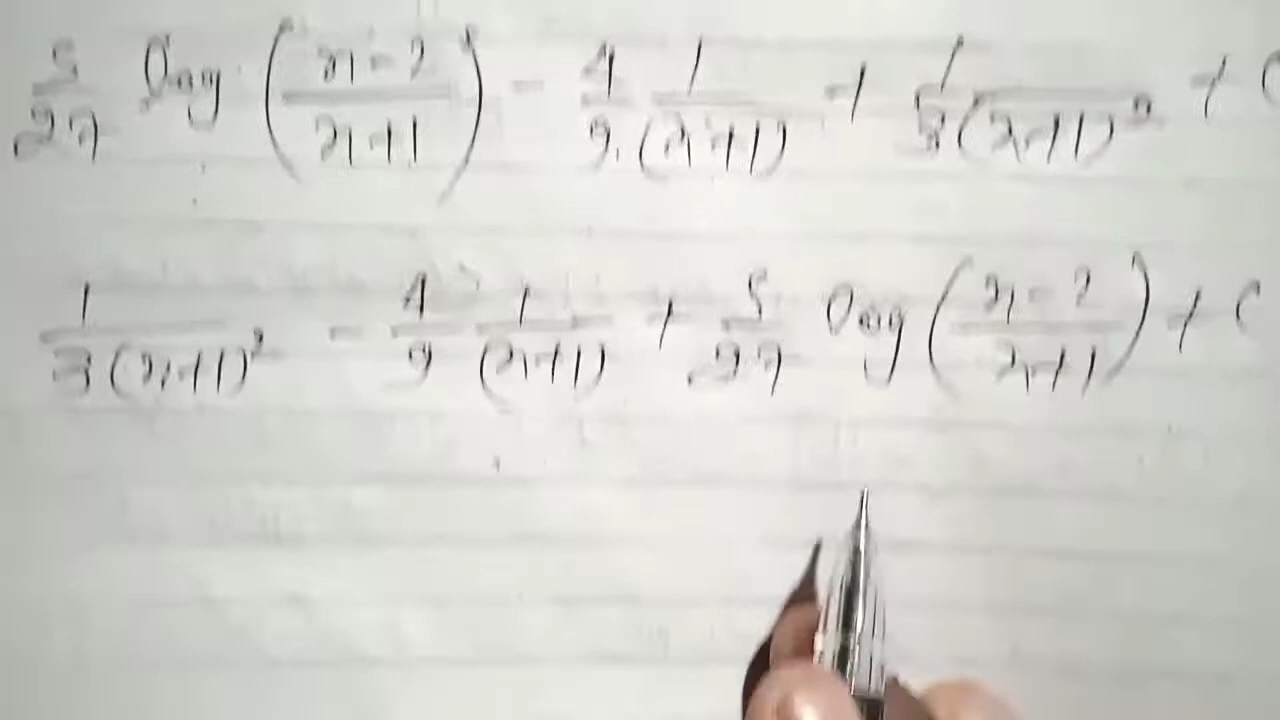 5/27 log ((x-2)/(x+1)) - 4/9 1/(x+1) + 1/3(x+1)² + C
1/3(x+1)² - 4/9 1/(x+1) + 5/27 log ((x-2)/(x+1)) + C